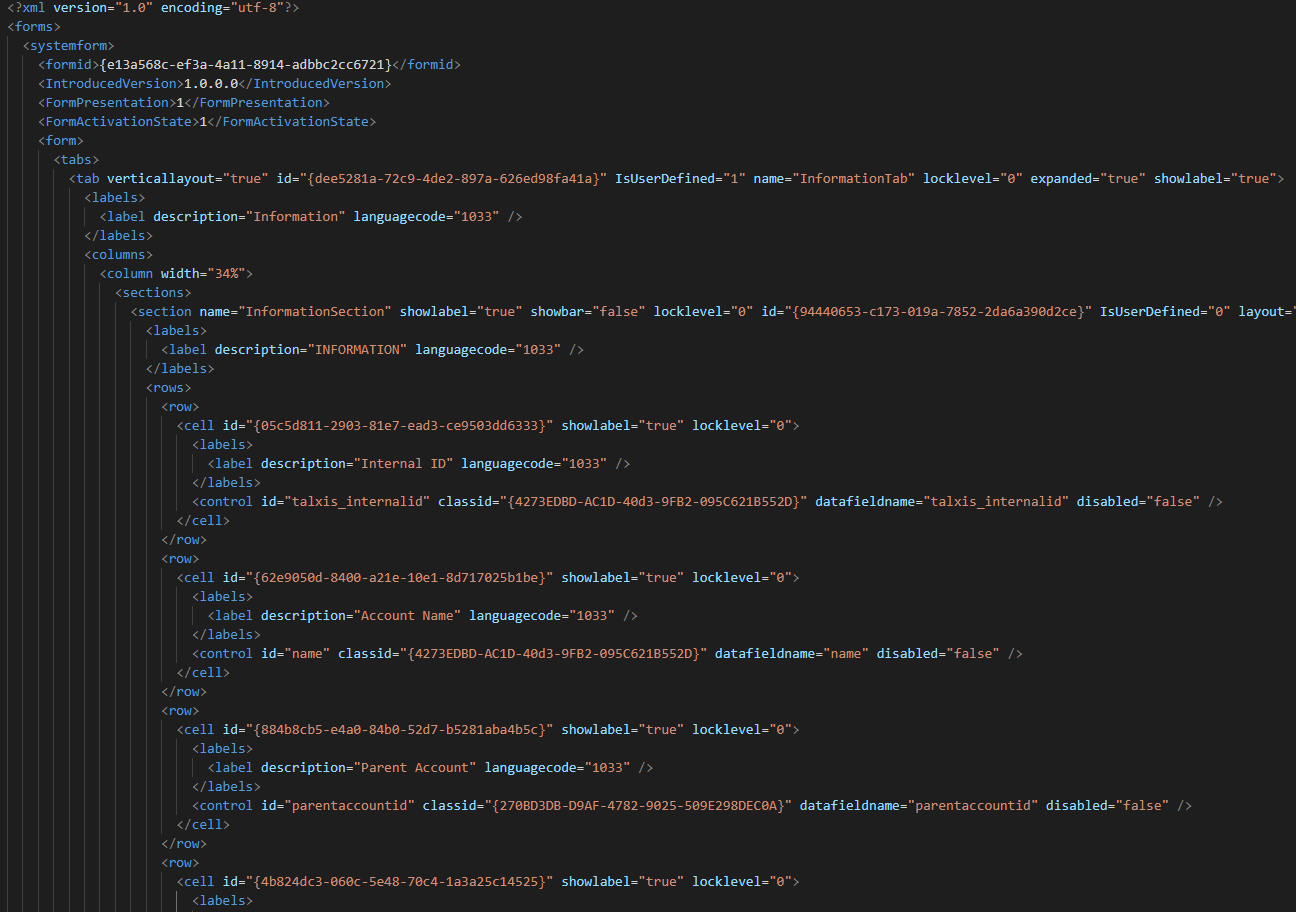 <?xml version="1.0" encoding="utf-8"?>
<forms>
<systemform>
<formid>{e13a568c-ef3a-4a11-8914-adbbc2cc6721}</formid>
<IntroducedVersion>1.0.0.0</IntroducedVersion>
<FormPresentation>1</FormPresentation>
<FormActivationState>1</FormActivationState>
<form>
<tabs>
<tab verticallayout="true" id="{dee5281a-72c9-4de2-897a-626ed98fa41a}" IsUserDefined="1" name="InformationTab" locklevel="0" expanded="true" showlabel="true">
<labels>
<label description="Information" languagecode="1033" />
</labels>
<columns>
<column width="34%">
<sections>
<section name="InformationSection" showlabel="true" showbar="false" locklevel="0" id="{94440653-c173-019a-7852-2da6a390d2ce}" IsUserDefined="0" layout="
<labels>
<label description="INFORMATION" languagecode="1033" />
</labels>
<rows>
<row>
<cell id="{05c5d811-2903-81e7-ead3-ce9503dd6333}" showlabel="true" locklevel="0">
<labels>
<label description="Internal ID" languagecode="1033" />
</labels>
<control id="talxis_internalid" classid="{4273EDBD-AC1D-40d3-9FB2-095C621B552D}" datafieldname="talxis_internalid" disabled="false" />
</cell>
</row>
<row>
<cell id="{62e9050d-8400-a21e-10e1-8d717025b1be}" showlabel="true" locklevel="0">
<labels>
<label description="Account Name" languagecode="1033" />
</labels>
<control id="name" classid="{4273EDBD-AC1D-40d3-9FB2-095C621B552D}" datafieldname="name" disabled="false" />
</cell>
</row>
<row>
<cell id="{884b8cb5-e4a0-84b0-52d7-b5281aba4b5c}" showlabel="true" locklevel="0">
<labels>
<label description="Parent Account" languagecode="1033" />
</labels>
<control id="parentaccountid" classid="{270BD3DB-D9AF-4782-9025-509E298DEC0A}" datafieldname="parentaccountid" disabled="false" />
</cell>
</row>
<row>
<cell id="{4b824dc3-060c-5e48-70c4-1a3a25c14525}" showlabel="true" locklevel="0">
<labels>